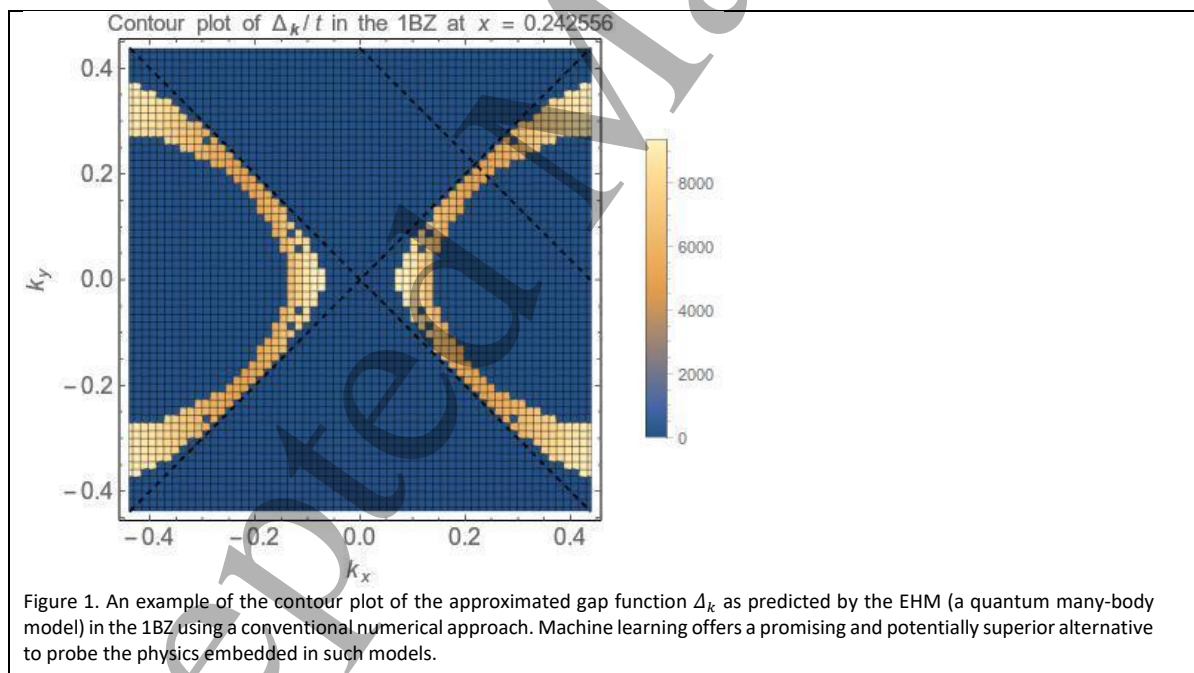 Contour plot of Δk/t in the 1BZ at x = 0.242556
0.4
0.2
0.0
−0.2
−0.4
ky
−0.4 −0.2 0.0 0.2 0.4
kx
8000
6000
4000
2000
0
Accepted Ma
Figure 1. An example of the contour plot of the approximated gap function Δk as predicted by the EHM (a quantum many-body
model) in the 1BZ using a conventional numerical approach. Machine learning offers a promising and potentially superior alternative
to probe the physics embedded in such models.